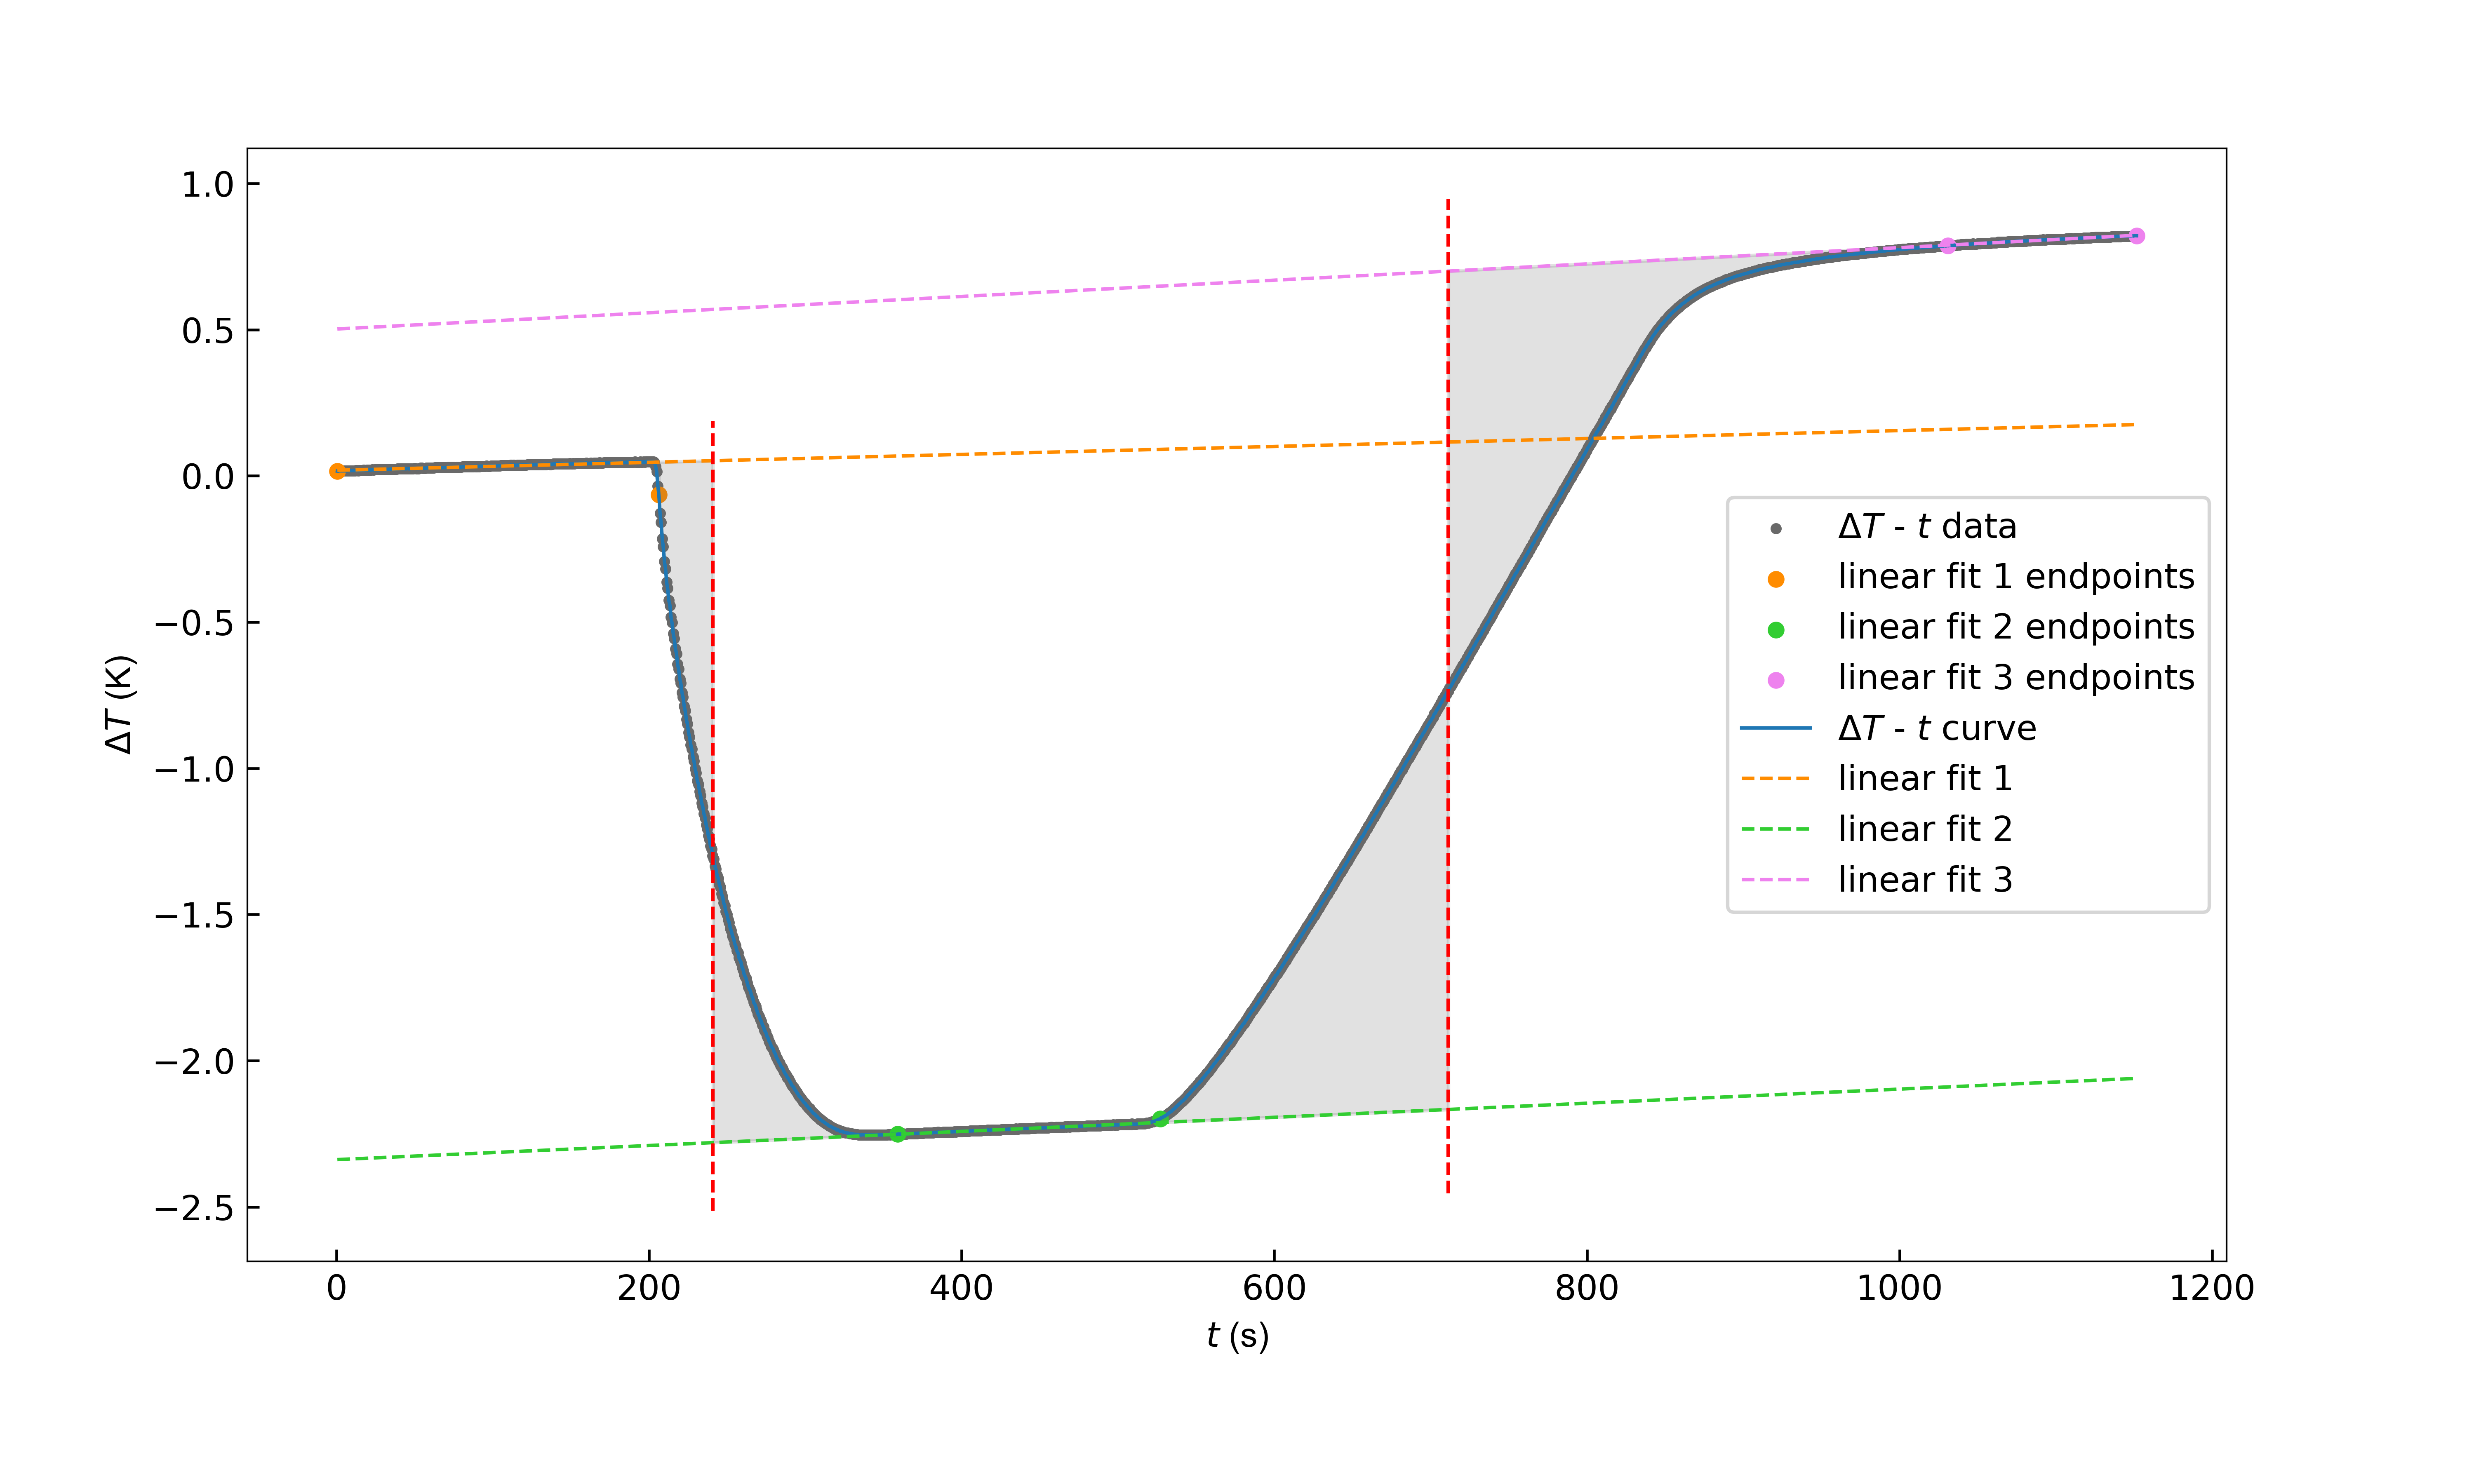 1.0
0.5
0.0
−0.5
−1.0
−1.5
−2.0
−2.5
ΔT (K)
0 200 400 600 800 1000 1200
t (s)
ΔT - t data
linear fit 1 endpoints
linear fit 2 endpoints
linear fit 3 endpoints
ΔT - t curve
linear fit 1
linear fit 2
linear fit 3